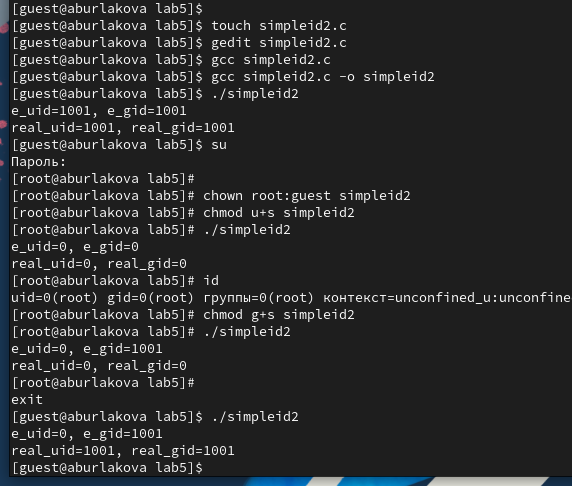 [guest@aburlakova lab5]$
[guest@aburlakova lab5]$ touch simpleid2.c
[guest@aburlakova lab5]$ gedit simpleid2.c
[guest@aburlakova lab5]$ gcc simpleid2.c
[guest@aburlakova lab5]$ gcc simpleid2.c -o simpleid2
[guest@aburlakova lab5]$ ./simpleid2
e_uid=1001, e_gid=1001
real_uid=1001, real_gid=1001
[guest@aburlakova lab5]$ su
Пароль:
[root@aburlakova lab5]#
[root@aburlakova lab5]# chown root:guest simpleid2
[root@aburlakova lab5]# chmod u+s simpleid2
[root@aburlakova lab5]# ./simpleid2
e_uid=0, e_gid=0
real_uid=0, real_gid=0
[root@aburlakova lab5]# id
uid=0(root) gid=0(root) группы=0(root) контекст=unconfined_u:unconfine
[root@aburlakova lab5]# chmod g+s simpleid2
[root@aburlakova lab5]# ./simpleid2
e_uid=0, e_gid=1001
real_uid=0, real_gid=0
[root@aburlakova lab5]#
exit
[guest@aburlakova lab5]$ ./simpleid2
e_uid=0, e_gid=1001
real_uid=1001, real_gid=1001
[guest@aburlakova lab5]$